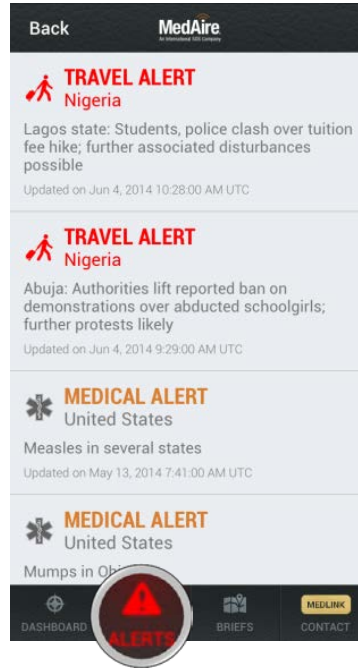 Back
MedAire
An International SOS Company
TRAVEL ALERT
Nigeria
Lagos state: Students, police clash over tuition
fee hike; further associated disturbances
possible
Updated on Jun 4, 2014 10:28:00 AM UTC
TRAVEL ALERT
Nigeria
Abuja: Authorities lift reported ban on
demonstrations over abducted schoolgirls;
further protests likely
Updated on Jun 4, 2014 9:29:00 AM UTC
MEDICAL ALERT
United States
Measles in several states
Updated on May 13, 2014 7:41:00 AM UTC
MEDICAL ALERT
United States
Mumps in
DASHBOARD
ALERTS
BRIEFS
MEDLINK
CONTACT